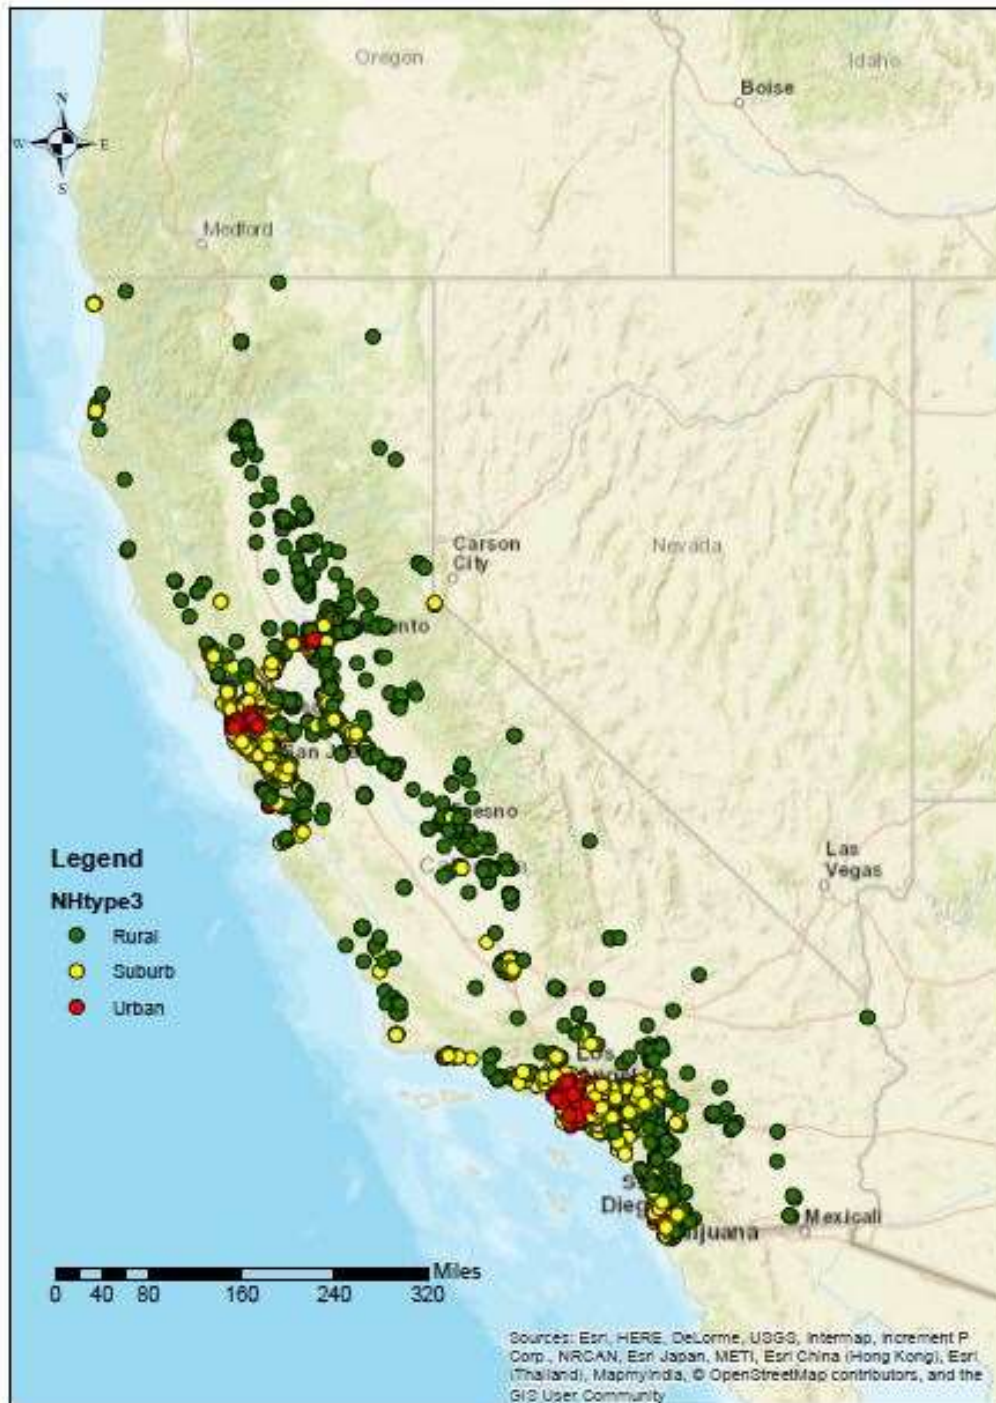 Oregon
Idaho
Boise
N
W
E
S
Medford
Carson
City
Nevada
Las
Vegas
Legend
NHtype3
Rural
Suburb
Urban
Mexicali
Miles
0 40 80 160 240 320
Sources: Esri, HERE, DeLorme, USGS, Intermap, increment P
Corp., NRCAN, Esri Japan, METI, Esri China (Hong Kong), Esri
(Thailand), MapmyIndia, © OpenStreetMap contributors, and the
GIS User Community